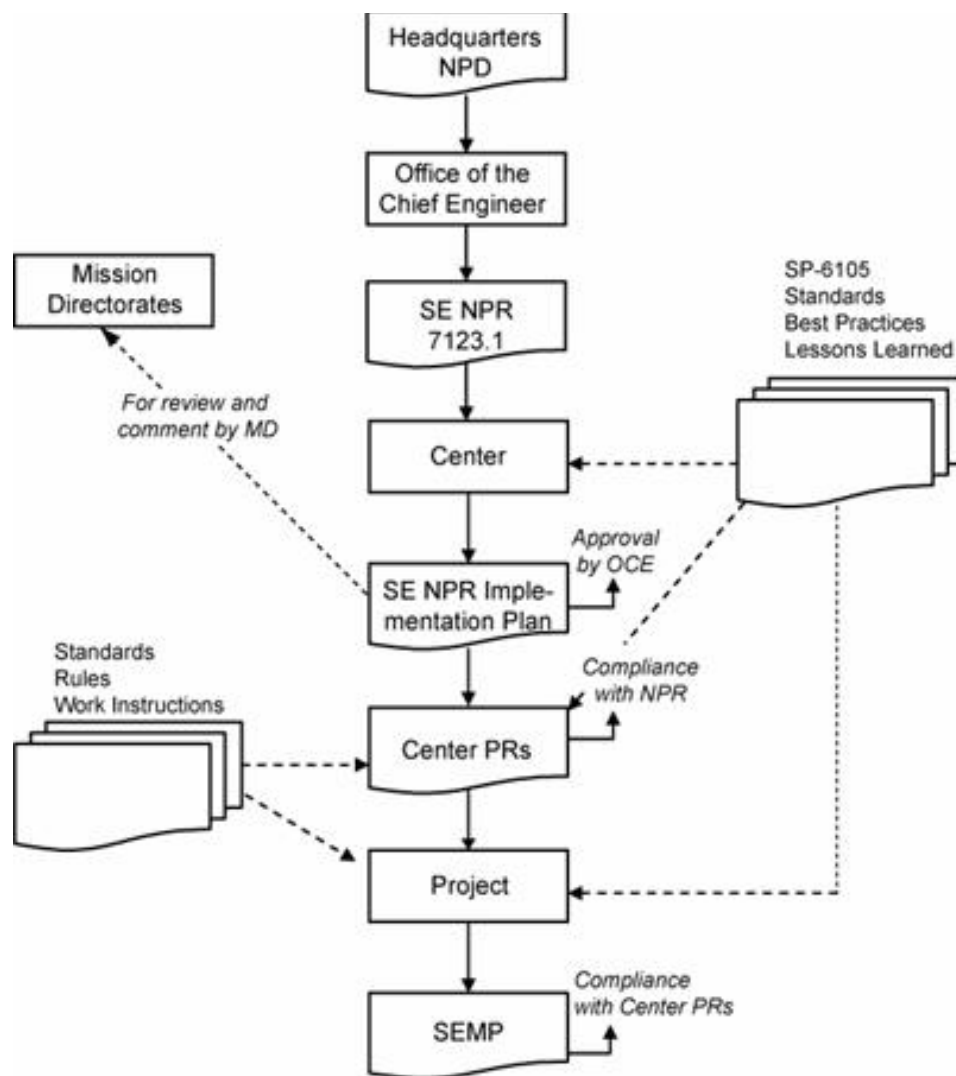 Headquarters
NPD
Office of the
Chief Engineer
Mission
Directorates
SE NPR
7123.1
SP-6105
Standards
Best Practices
Lessons Learned
For review and
comment by MD
Center
Approval
by OCE
SE NPR Imple-
mentation Plan
Standards
Rules
Work Instructions
Compliance
with NPR
Center PRs
Project
Compliance
with Center PRs
SEMP